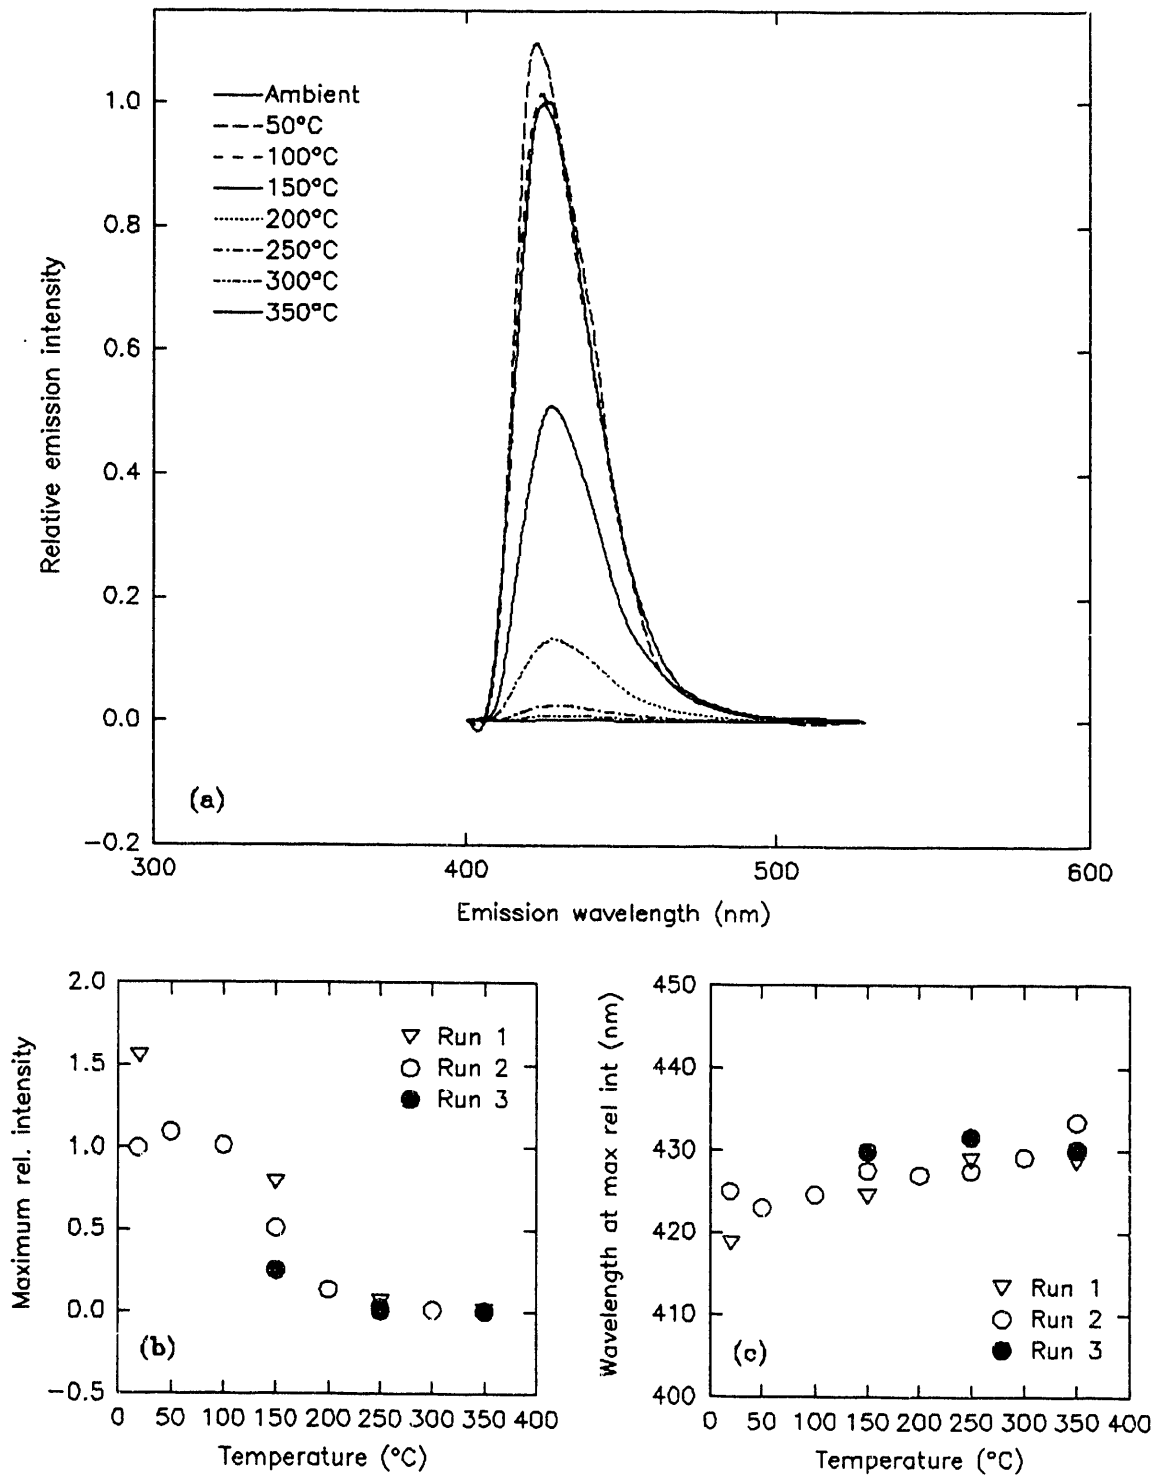 Ambient
50°C
100°C
150°C
200°C
250°C
300°C
350°C
1.0
0.8
0.6
0.4
0.2
0.0
−0.2
Relative emission intensity
(a)
300 400 500 600
Emission wavelength (nm)
2.0
1.5
1.0
0.5
0.0
−0.5
Maximum rel. intensity
Run 1
Run 2
Run 3
(b)
0 50 100 150 200 250 300 350 400
Temperature (°C)
450
440
430
420
410
400
Wavelength at max rel int (nm)
Run 1
Run 2
Run 3
(c)
0 50 100 150 200 250 300 350 400
Temperature (°C)